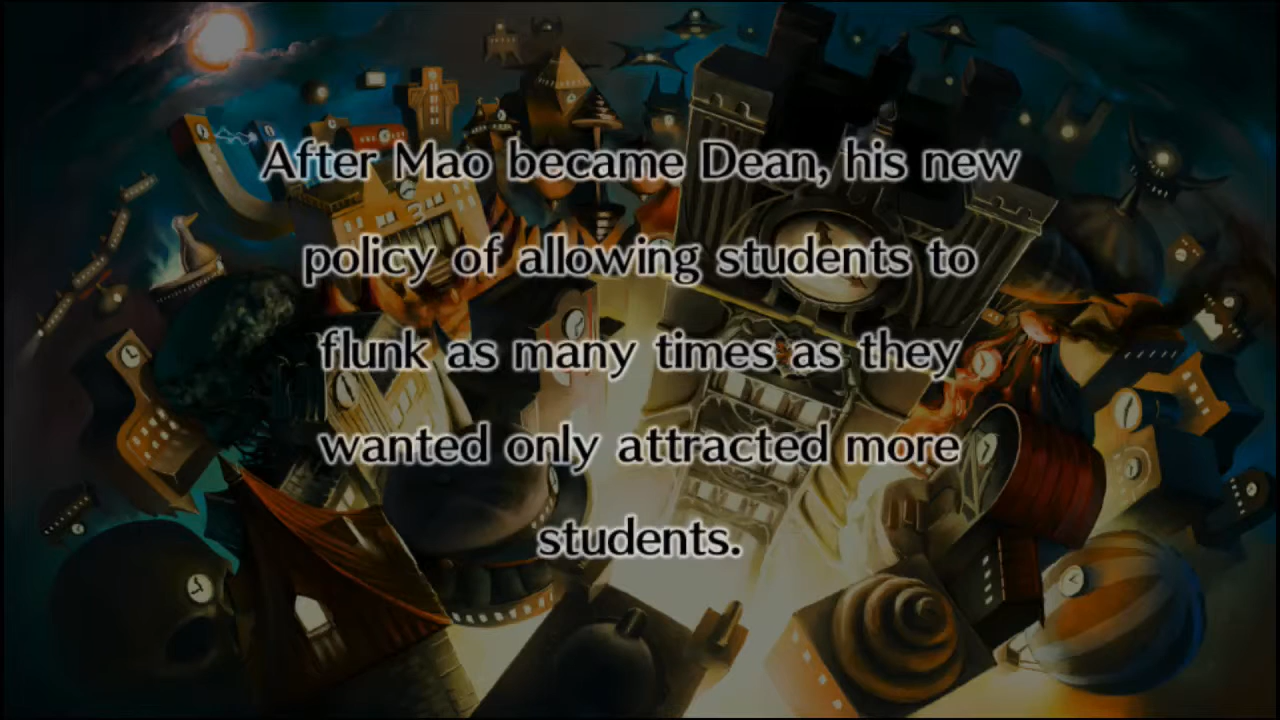 After Mao became Dean, his new
policy of allowing students to
flunk as many times as they
wanted only attracted more
students.